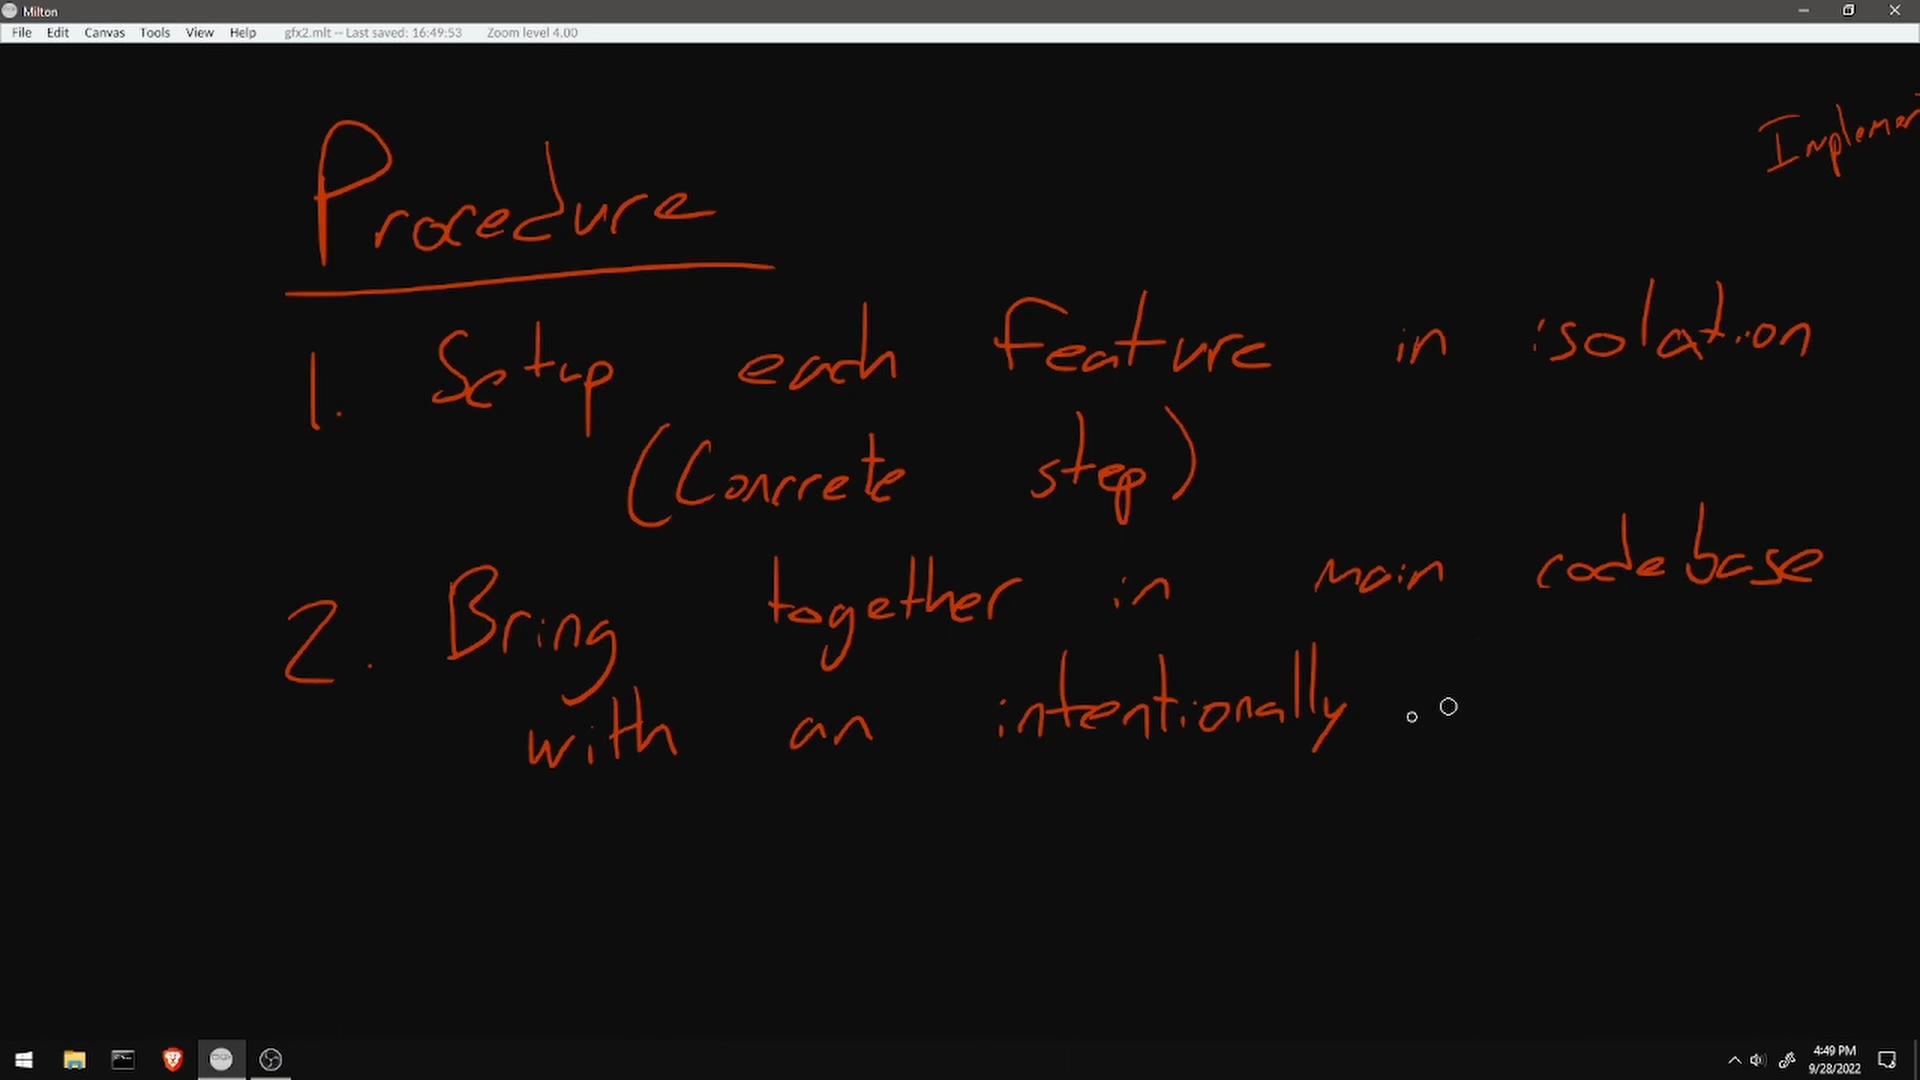 Milton
File Edit Canvas Tools View Help gfx2.mlt -- Last saved: 16:49:53 Zoom level 4.00
Implemen
Procedure
1. Setup each feature in isolation
(Concrete step)
2. Bring together in main codebase
with an intentionally
4:49 PM
9/28/2022